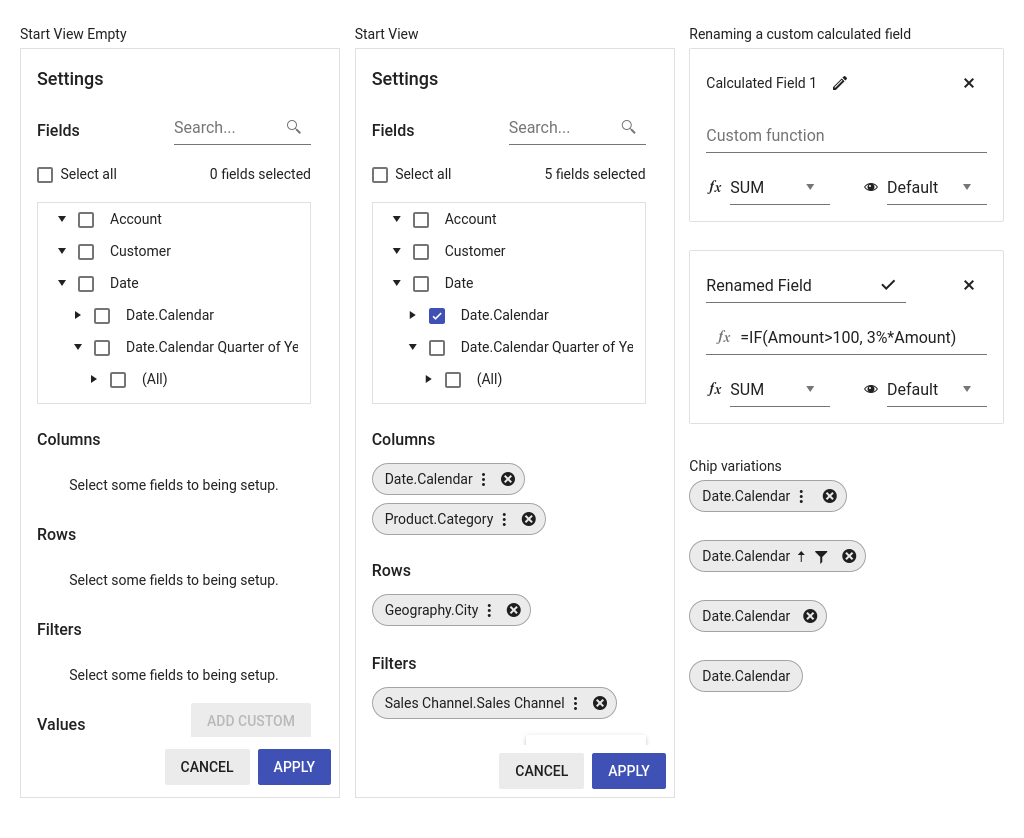 Start View Empty
Settings
Fields
Search...
Select all
0 fields selected
Account
Customer
Date
Date.Calendar
Date.Calendar Quarter of Ye
(All)
Columns
Select some fields to being setup.
Rows
Select some fields to being setup.
Filters
Select some fields to being setup.
Values
ADD CUSTOM
CANCEL
APPLY
Start View
Settings
Fields
Search...
Select all
5 fields selected
Account
Customer
Date
Date.Calendar
Date.Calendar Quarter of Ye
(All)
Columns
Date.Calendar
Product.Category
Rows
Geography.City
Filters
Sales Channel.Sales Channel
CANCEL
APPLY
Renaming a custom calculated field
Calculated Field 1
Custom function
fx SUM
Default
Renamed Field
fx =IF(Amount>100, 3%*Amount)
fx SUM
Default
Chip variations
Date.Calendar
Date.Calendar
Date.Calendar
Date.Calendar